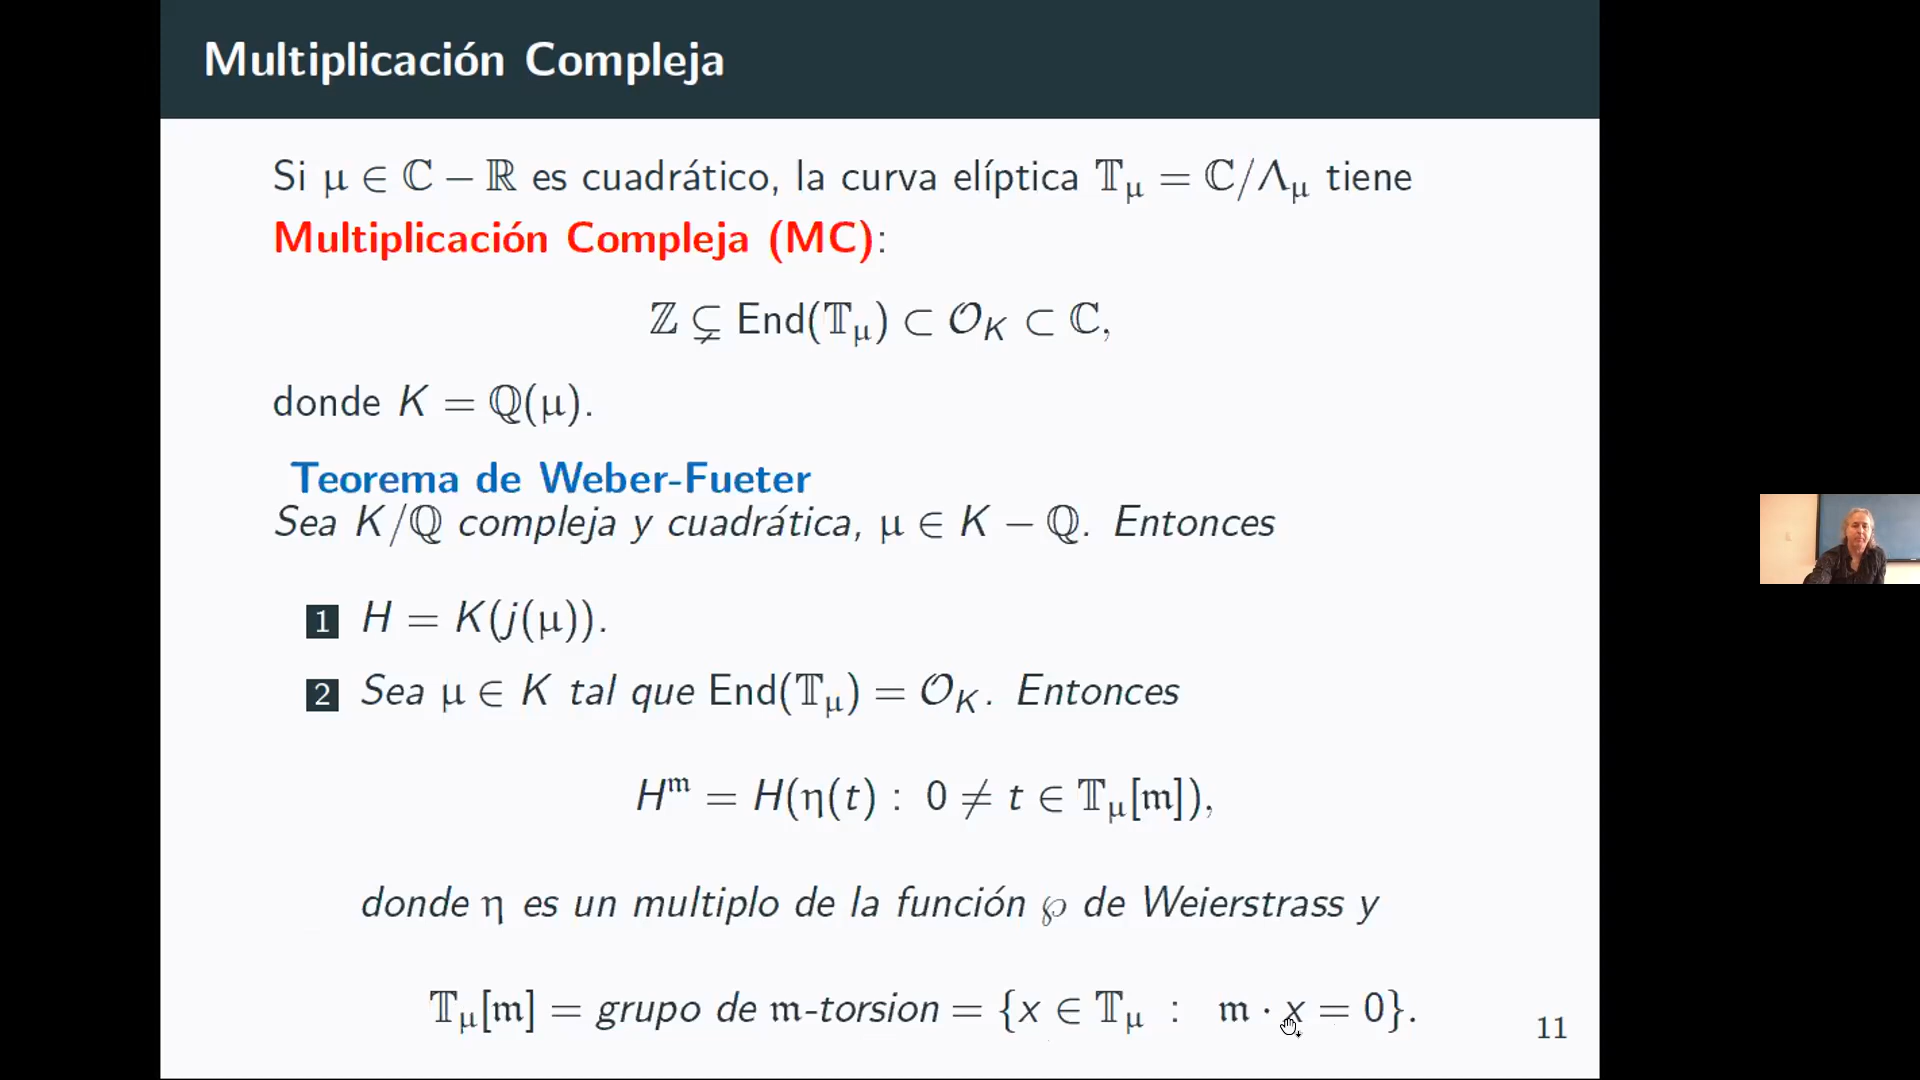 Multiplicación Compleja
Si μ ∈ ℂ − ℝ es cuadrático, la curva elíptica 𝕋_μ = ℂ/Λ_μ tiene
Multiplicación Compleja (MC):
ℤ ⊊ End(𝕋_μ) ⊂ 𝒪_K ⊂ ℂ,
donde K = ℚ(μ).
Teorema de Weber-Fueter
Sea K/ℚ compleja y cuadrática, μ ∈ K − ℚ. Entonces
1 H = K(j(μ)).
2 Sea μ ∈ K tal que End(𝕋_μ) = 𝒪_K. Entonces
H^𝔪 = H(η(t) : 0 ≠ t ∈ 𝕋_μ[𝔪]),
donde η es un multiplo de la función ℘ de Weierstrass y
𝕋_μ[𝔪] = grupo de 𝔪-torsion = {x ∈ 𝕋_μ : 𝔪 · x = 0}.
11